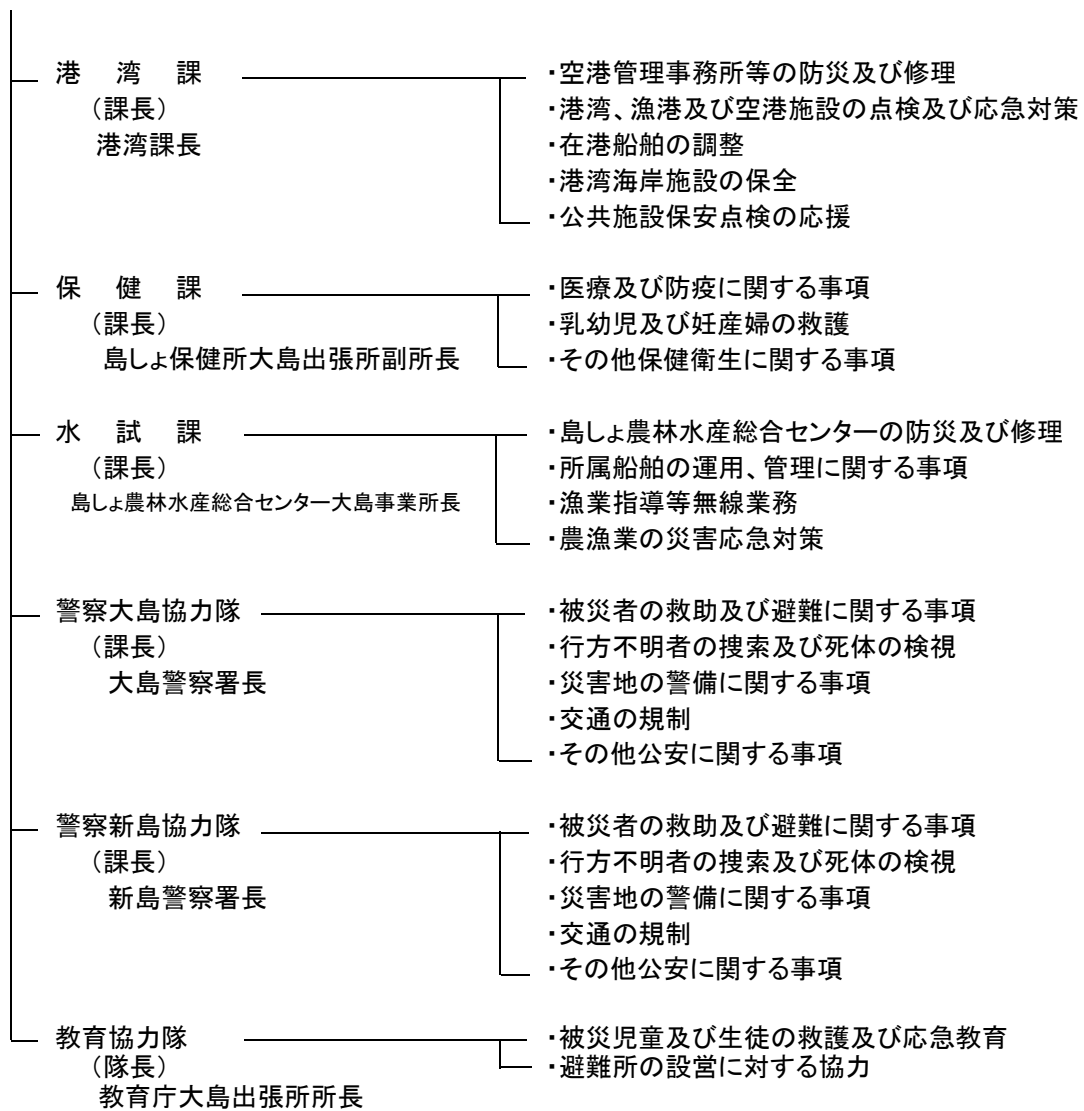 港 湾 課 ・空港管理事務所等の防災及び修理
(課長) ・港湾、漁港及び空港施設の点検及び応急対策
港湾課長 ・在港船舶の調整
・港湾海岸施設の保全
・公共施設保安点検の応援
保 健 課 ・医療及び防疫に関する事項
(課長) ・乳幼児及び妊産婦の救護
島しょ保健所大島出張所副所長 ・その他保健衛生に関する事項
水 試 課 ・島しょ農林水産総合センターの防災及び修理
(課長) ・所属船舶の運用、管理に関する事項
島しょ農林水産総合センター大島事業所長 ・漁業指導等無線業務
・農漁業の災害応急対策
警察大島協力隊 ・被災者の救助及び避難に関する事項
(課長) ・行方不明者の捜索及び死体の検視
大島警察署長 ・災害地の警備に関する事項
・交通の規制
・その他公安に関する事項
警察新島協力隊 ・被災者の救助及び避難に関する事項
(課長) ・行方不明者の捜索及び死体の検視
新島警察署長 ・災害地の警備に関する事項
・交通の規制
・その他公安に関する事項
教育協力隊 ・被災児童及び生徒の救護及び応急教育
(隊長) ・避難所の設営に対する協力
教育庁大島出張所所長